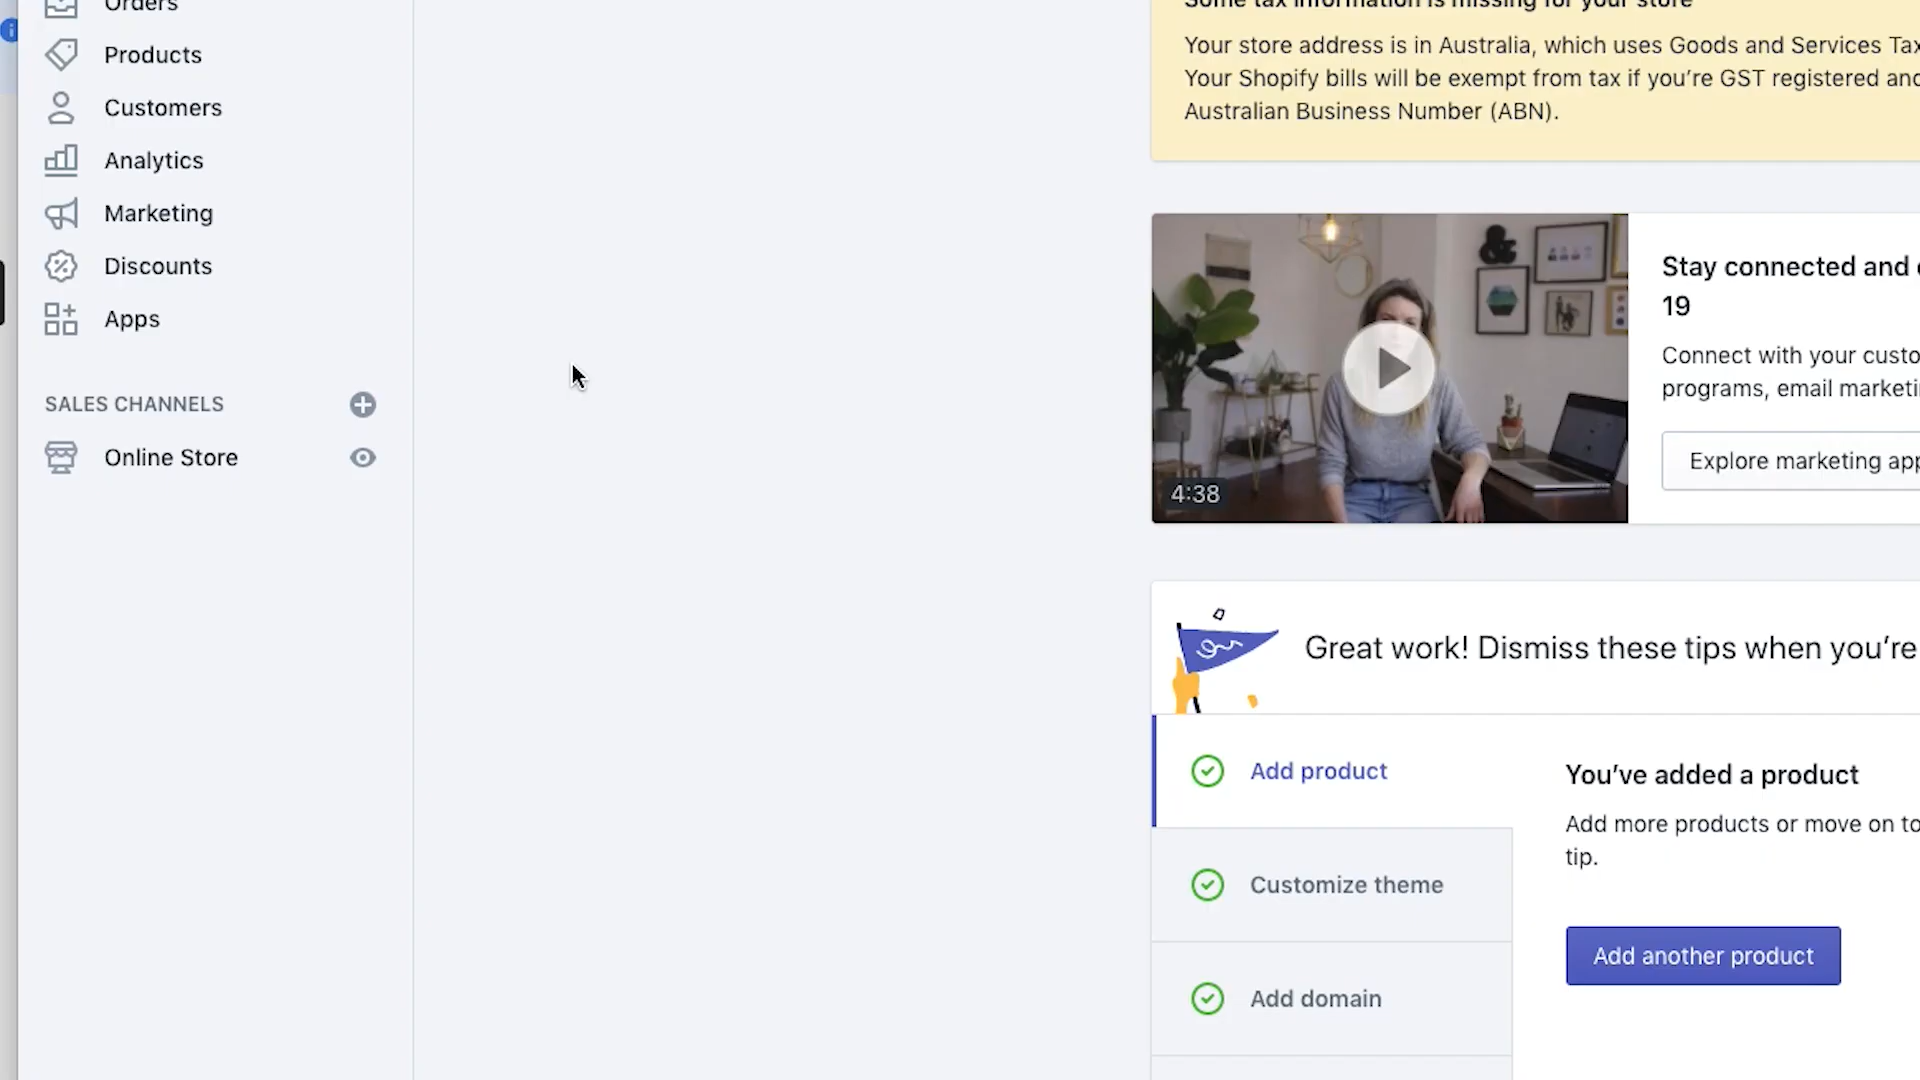 Orders
Products
Customers
Analytics
Marketing
Discounts
Apps
SALES CHANNELS
Online Store
Some tax information is missing for your store
Your store address is in Australia, which uses Goods and Services Tax
Your Shopify bills will be exempt from tax if you’re GST registered and
Australian Business Number (ABN).
4:38
Stay connected and
19
Connect with your custo
programs, email marketi
Explore marketing app
Great work! Dismiss these tips when you’re
Add product
Customize theme
Add domain
You’ve added a product
Add more products or move on to
tip.
Add another product